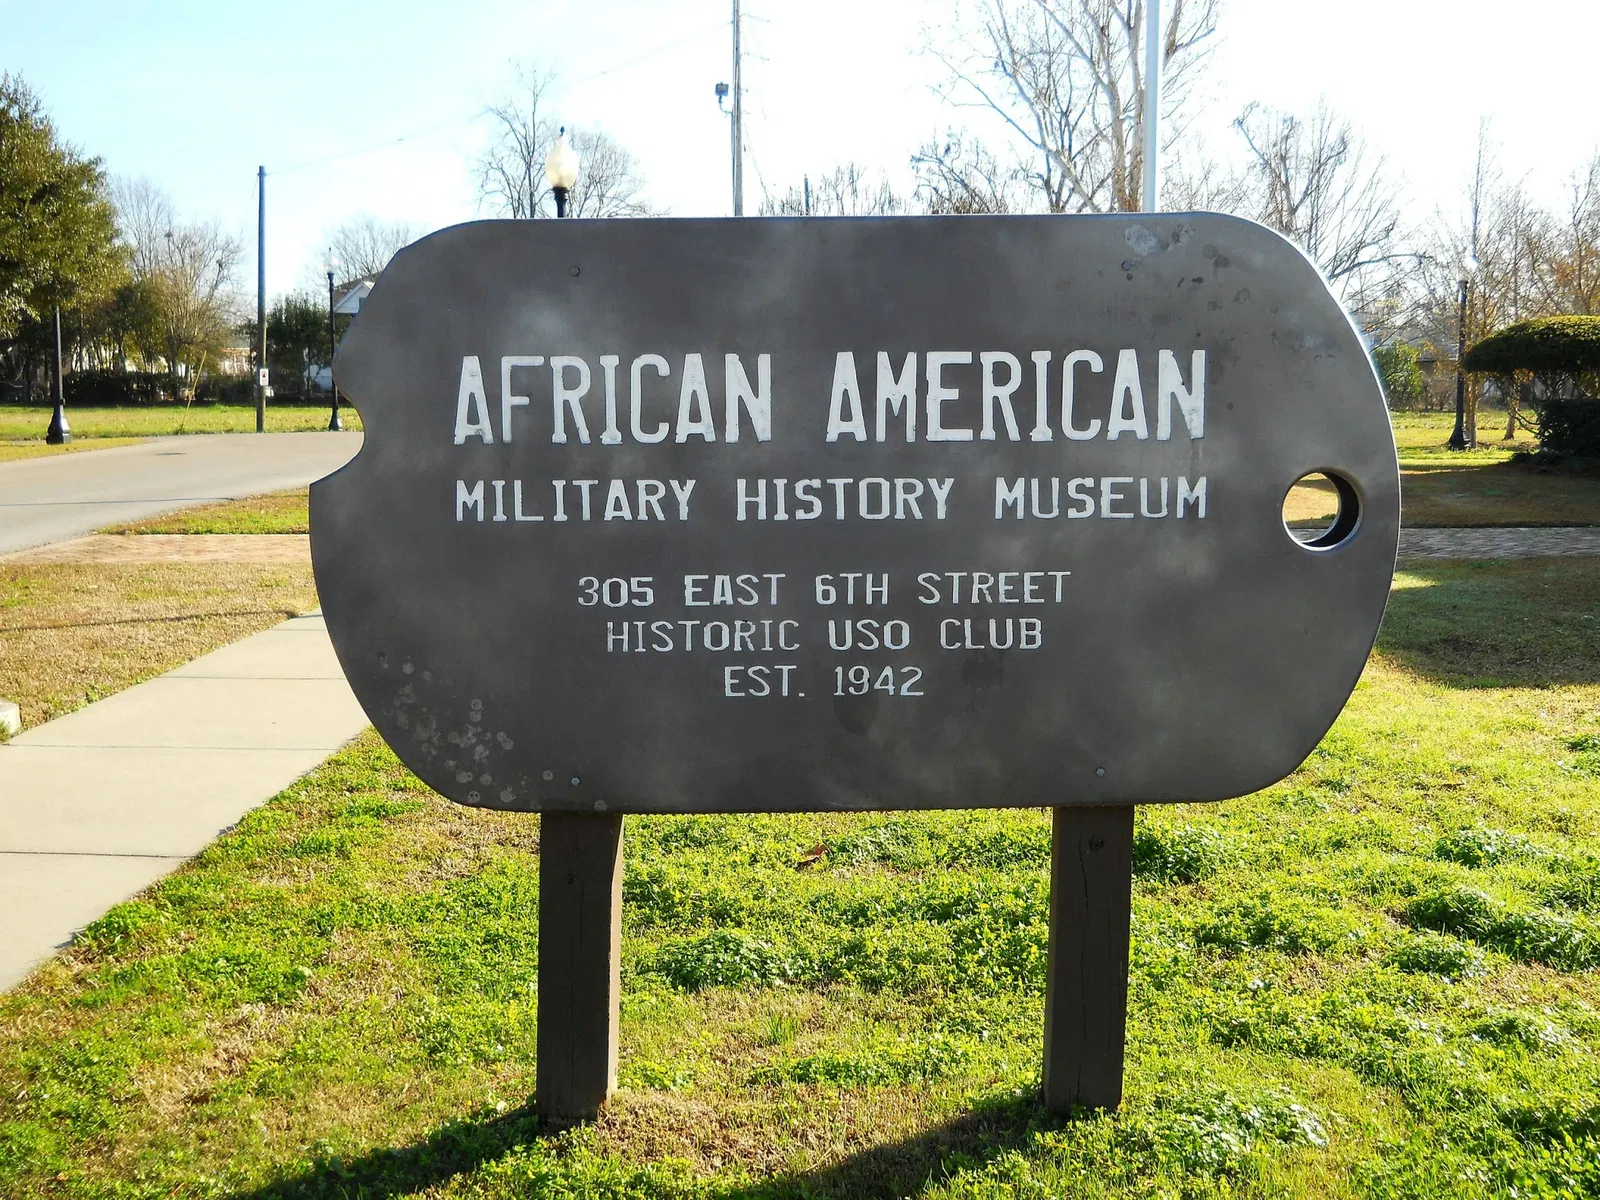 AFRICAN AMERICAN
MILITARY HISTORY MUSEUM
305 EAST 6TH STREET
HISTORIC USO CLUB
EST. 1942